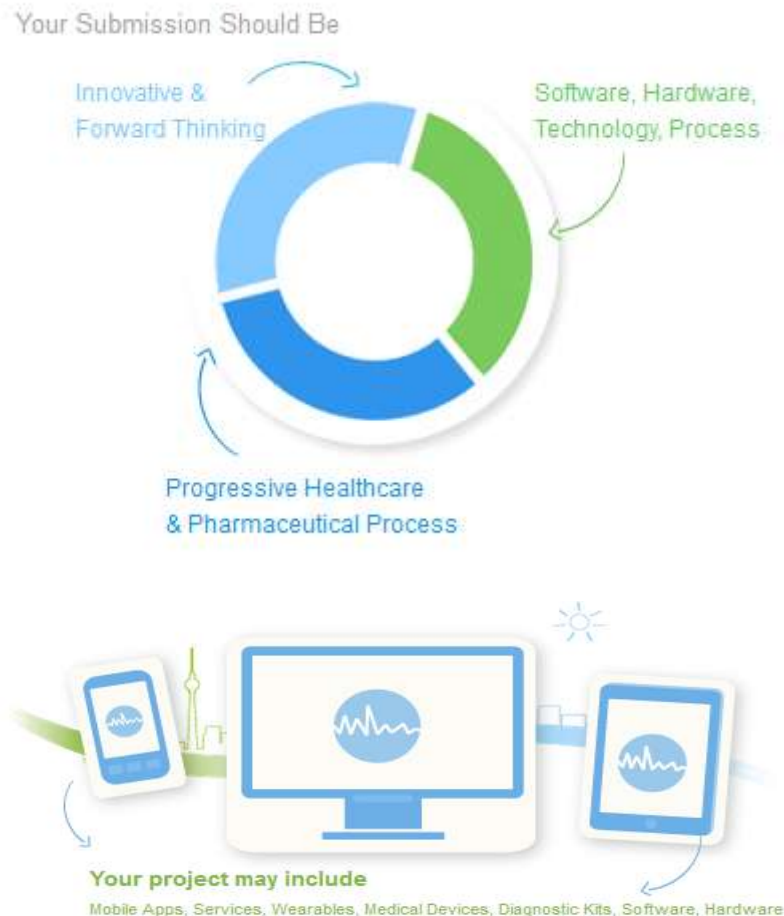 Your Submission Should Be
Innovative &
Forward Thinking
Software, Hardware,
Technology, Process
Progressive Healthcare
& Pharmaceutical Process
Your project may include
Mobile Apps, Services, Wearables, Medical Devices, Diagnostic Kits, Software, Hardware